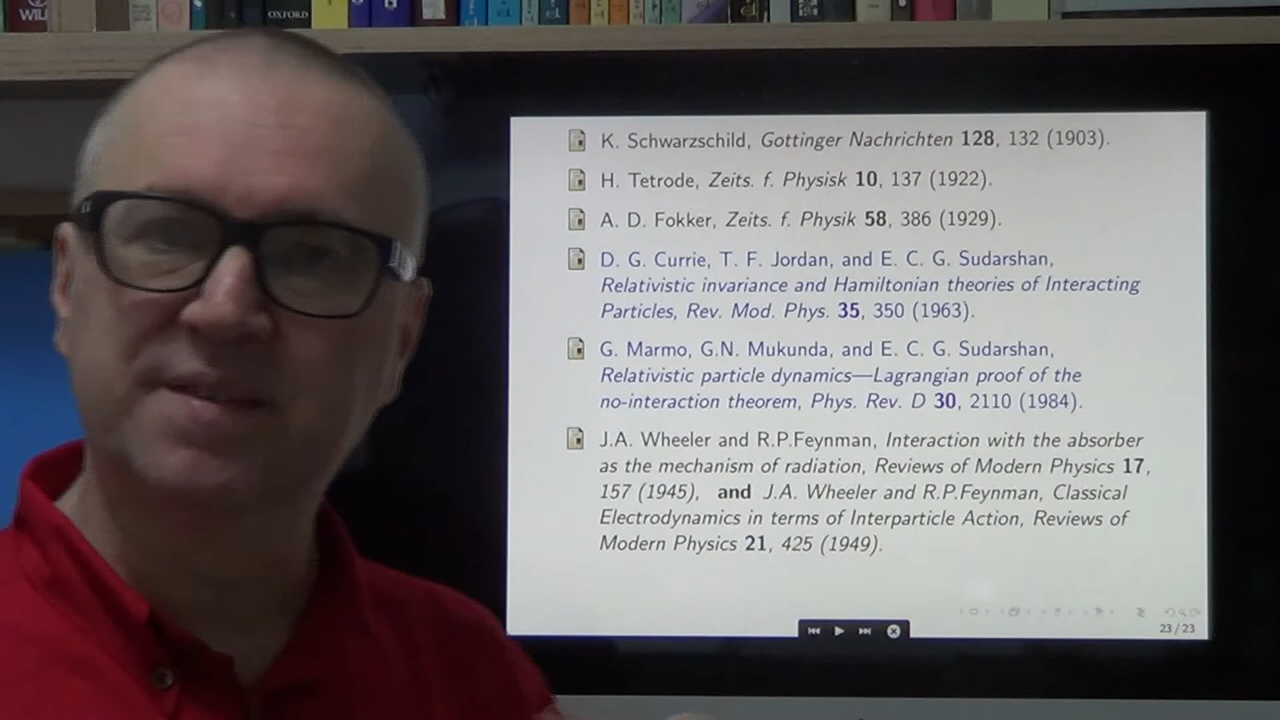 WIL
OXFORD
K. Schwarzschild, Gottinger Nachrichten 128, 132 (1903).
H. Tetrode, Zeits. f. Physisk 10, 137 (1922).
A. D. Fokker, Zeits. f. Physik 58, 386 (1929).
D. G. Currie, T. F. Jordan, and E. C. G. Sudarshan,
Relativistic invariance and Hamiltonian theories of Interacting
Particles, Rev. Mod. Phys. 35, 350 (1963).
G. Marmo, G.N. Mukunda, and E. C. G. Sudarshan,
Relativistic particle dynamics—Lagrangian proof of the
no-interaction theorem, Phys. Rev. D 30, 2110 (1984).
J.A. Wheeler and R.P.Feynman, Interaction with the absorber
as the mechanism of radiation, Reviews of Modern Physics 17,
157 (1945), and J.A. Wheeler and R.P.Feynman, Classical
Electrodynamics in terms of Interparticle Action, Reviews of
Modern Physics 21, 425 (1949).
23/23